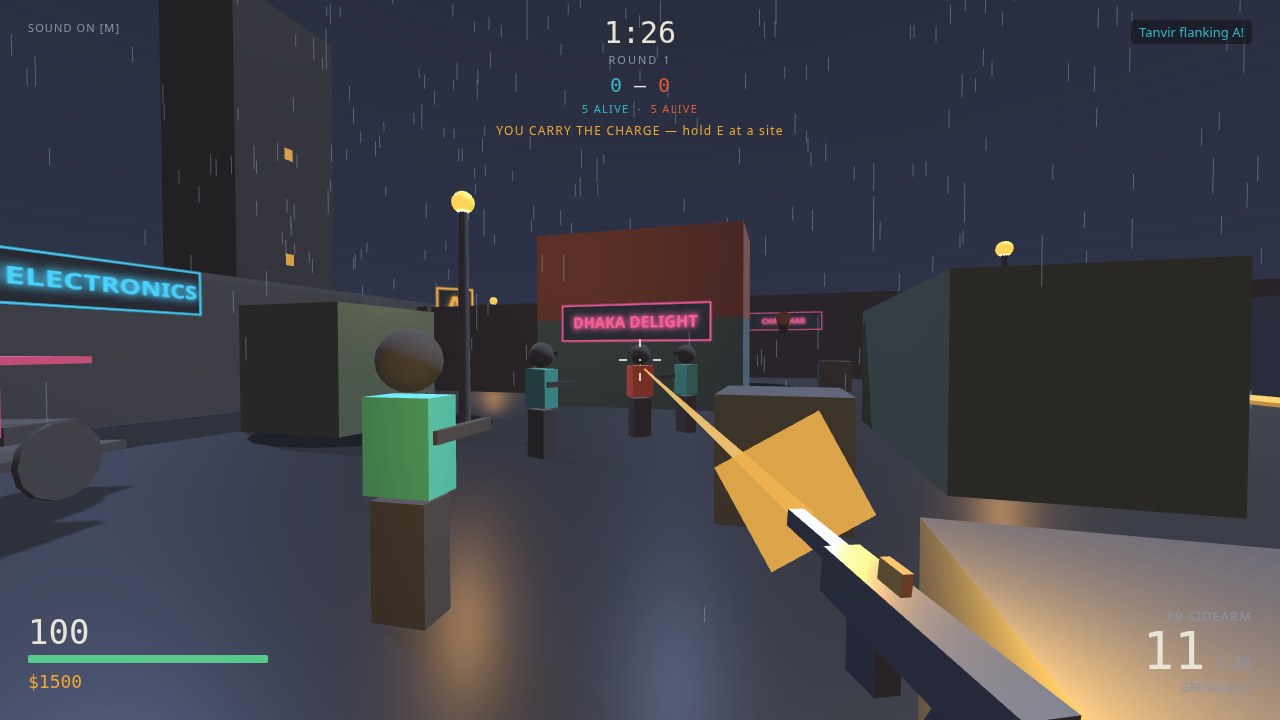 SOUND ON [M]
1:26
ROUND 1
0 — 0
5 ALIVE · 5 ALIVE
YOU CARRY THE CHARGE — hold E at a site
Tanvir flanking A!
ELECTRONICS
A
DHAKA DELIGHT
100
$1500
P9 SIDEARM
11 / 36